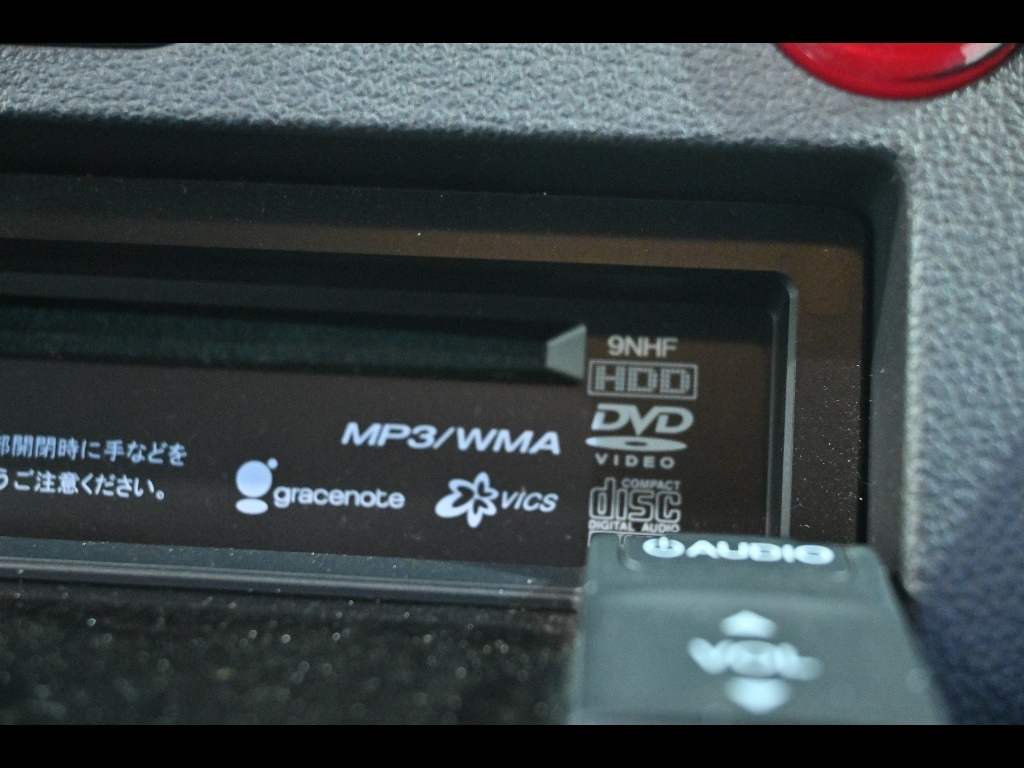 9NHF
HDD
DVD
VIDEO
MP3/WMA
部開閉時に手などを
うご注意ください。
gracenote
VICS
COMPACT
disc
DIGITAL AUDIO
AUDIO
VOL